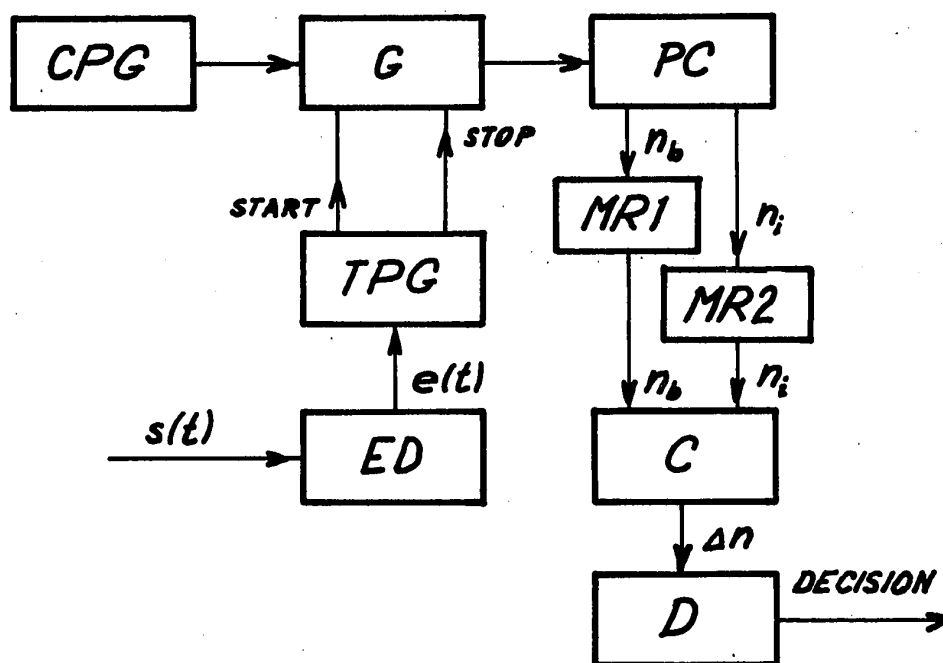 CPG
G
PC
START
STOP
n_b
MR1
n_i
TPG
MR2
e(t)
n_b
n_i
s(t)
ED
C
Δn
D
DECISION